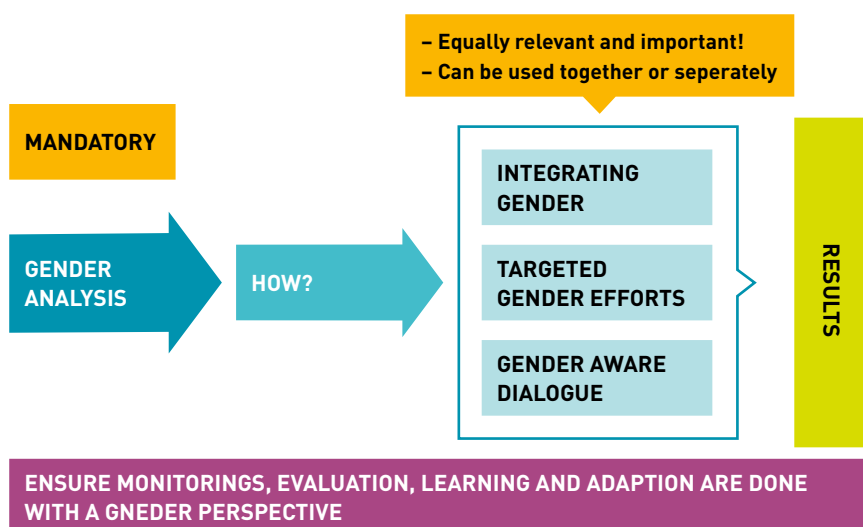 – Equally relevant and important!
– Can be used together or seperately
MANDATORY
GENDER
ANALYSIS
HOW?
INTEGRATING
GENDER
TARGETED
GENDER EFFORTS
GENDER AWARE
DIALOGUE
RESULTS
ENSURE MONITORINGS, EVALUATION, LEARNING AND ADAPTION ARE DONE
WITH A GNEDER PERSPECTIVE